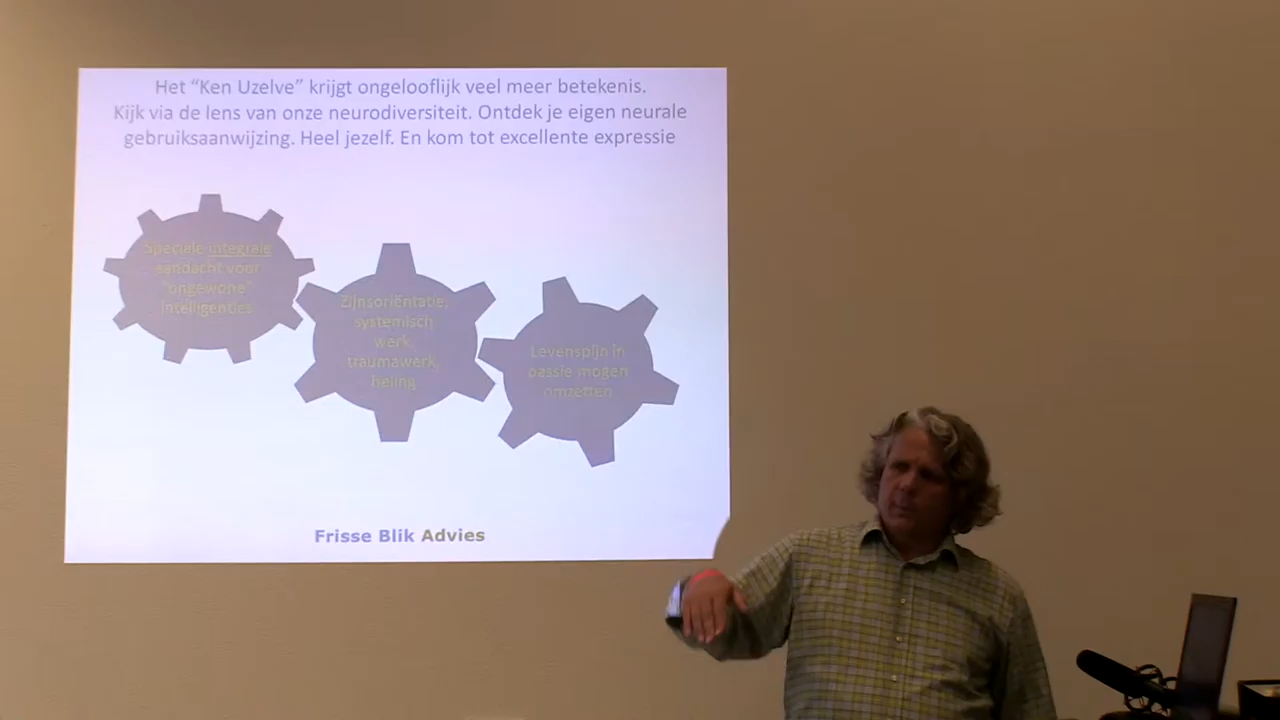 Het “Ken Uzelve” krijgt ongelooflijk veel meer betekenis.
Kijk via de lens van onze neurodiversiteit. Ontdek je eigen neurale
gebruiksaanwijzing. Heel jezelf. En kom tot excellente expressie
Speciale integrale
aandacht voor
“ongewone”
intelligenties
Zijnsoriëntatie,
systemisch
werk,
traumawerk,
heling
Levenspijn in
passie mogen
omzetten
Frisse Blik Advies